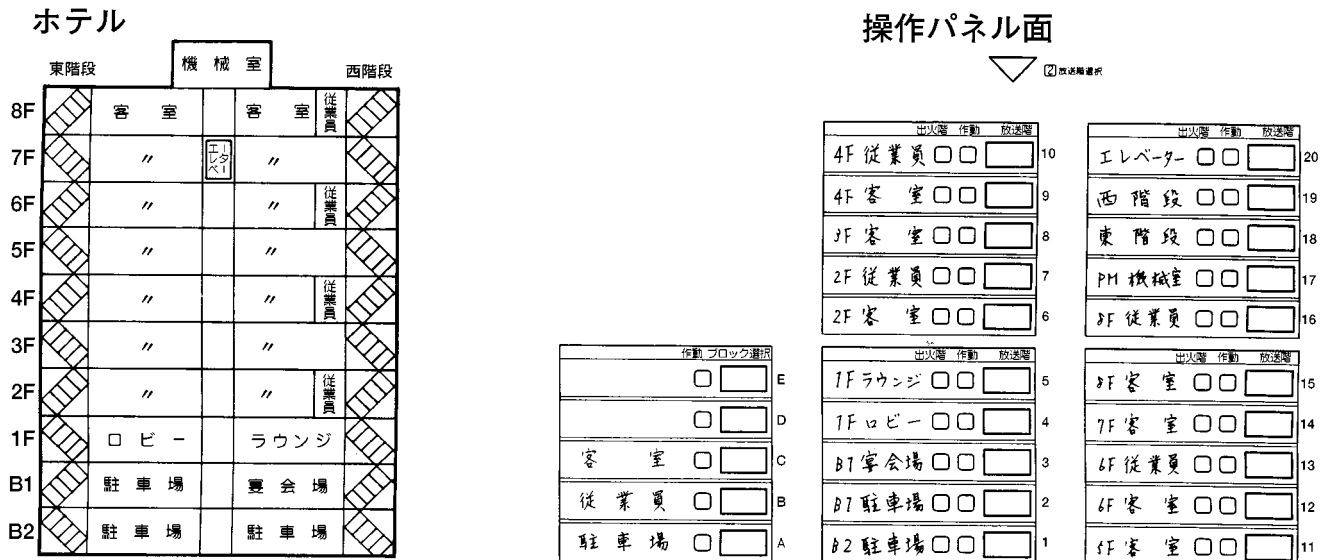 ホテル
東階段
機械室
西階段
8F 客室 客室 従業員
7F 〃 エレベーター 〃
6F 〃 〃 従業員
5F 〃 〃
4F 〃 〃 従業員
3F 〃 〃
2F 〃 〃 従業員
1F ロビー ラウンジ
B1 駐車場 宴会場
B2 駐車場 駐車場
操作パネル面
2 放送階選択
作動 ブロック選択
E
D
客室 C
従業員 B
駐車場 A
出火階 作動 放送階
4F従業員 10
4F客室 9
3F客室 8
2F従業員 7
2F客室 6
出火階 作動 放送階
1Fラウンジ 5
1Fロビー 4
B1宴会場 3
B1駐車場 2
B2駐車場 1
出火階 作動 放送階
エレベーター 20
西階段 19
東階段 18
PM機械室 17
8F従業員 16
出火階 作動 放送階
8F客室 15
7F客室 14
6F従業員 13
6F客室 12
5F客室 11